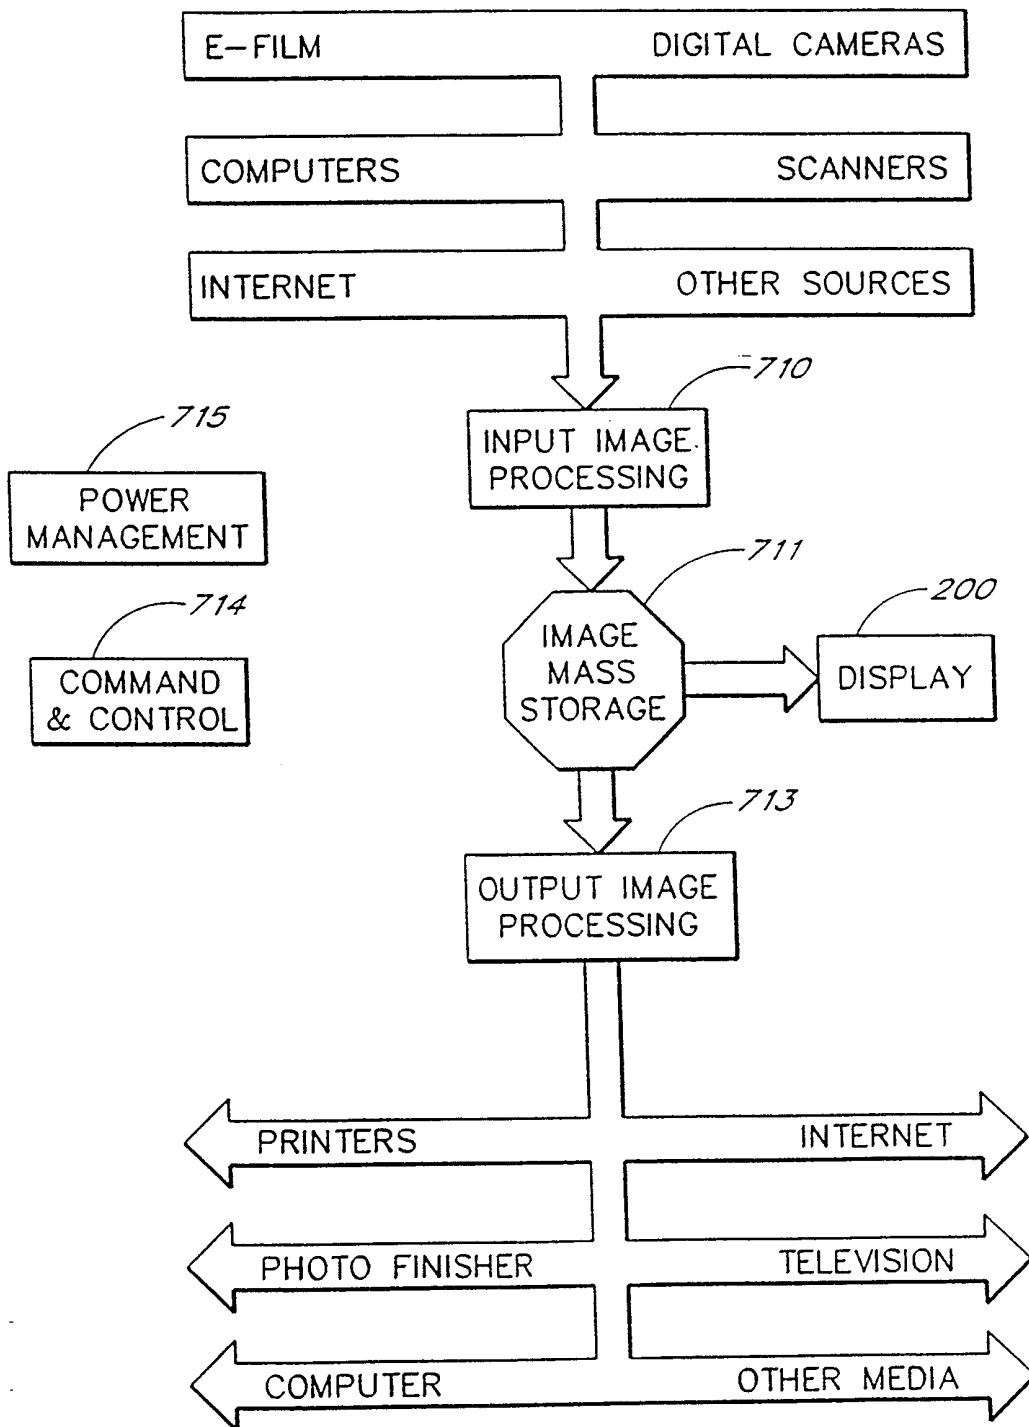 E-FILM DIGITAL CAMERAS
COMPUTERS SCANNERS
INTERNET OTHER SOURCES
710
INPUT IMAGE
PROCESSING
715
POWER
MANAGEMENT
711
IMAGE
MASS
STORAGE
714
COMMAND
& CONTROL
200
DISPLAY
713
OUTPUT IMAGE
PROCESSING
PRINTERS INTERNET
PHOTO FINISHER TELEVISION
COMPUTER OTHER MEDIA